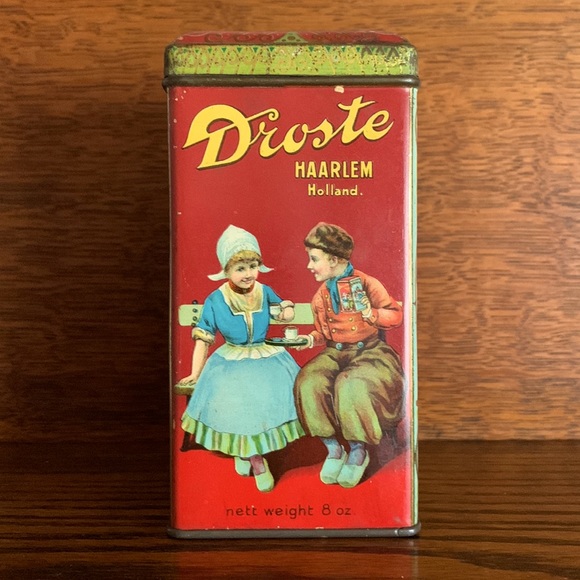 Droste
HAARLEM
Holland.
nett weight 8 oz